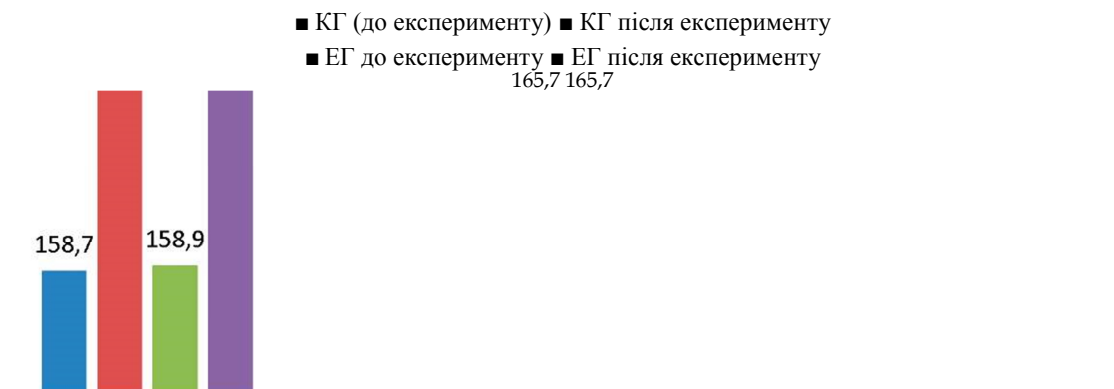 ■ КГ (до експерименту) ■ КГ після експерименту
■ ЕГ до експерименту ■ ЕГ після експерименту
165,7 165,7
158,7
158,9